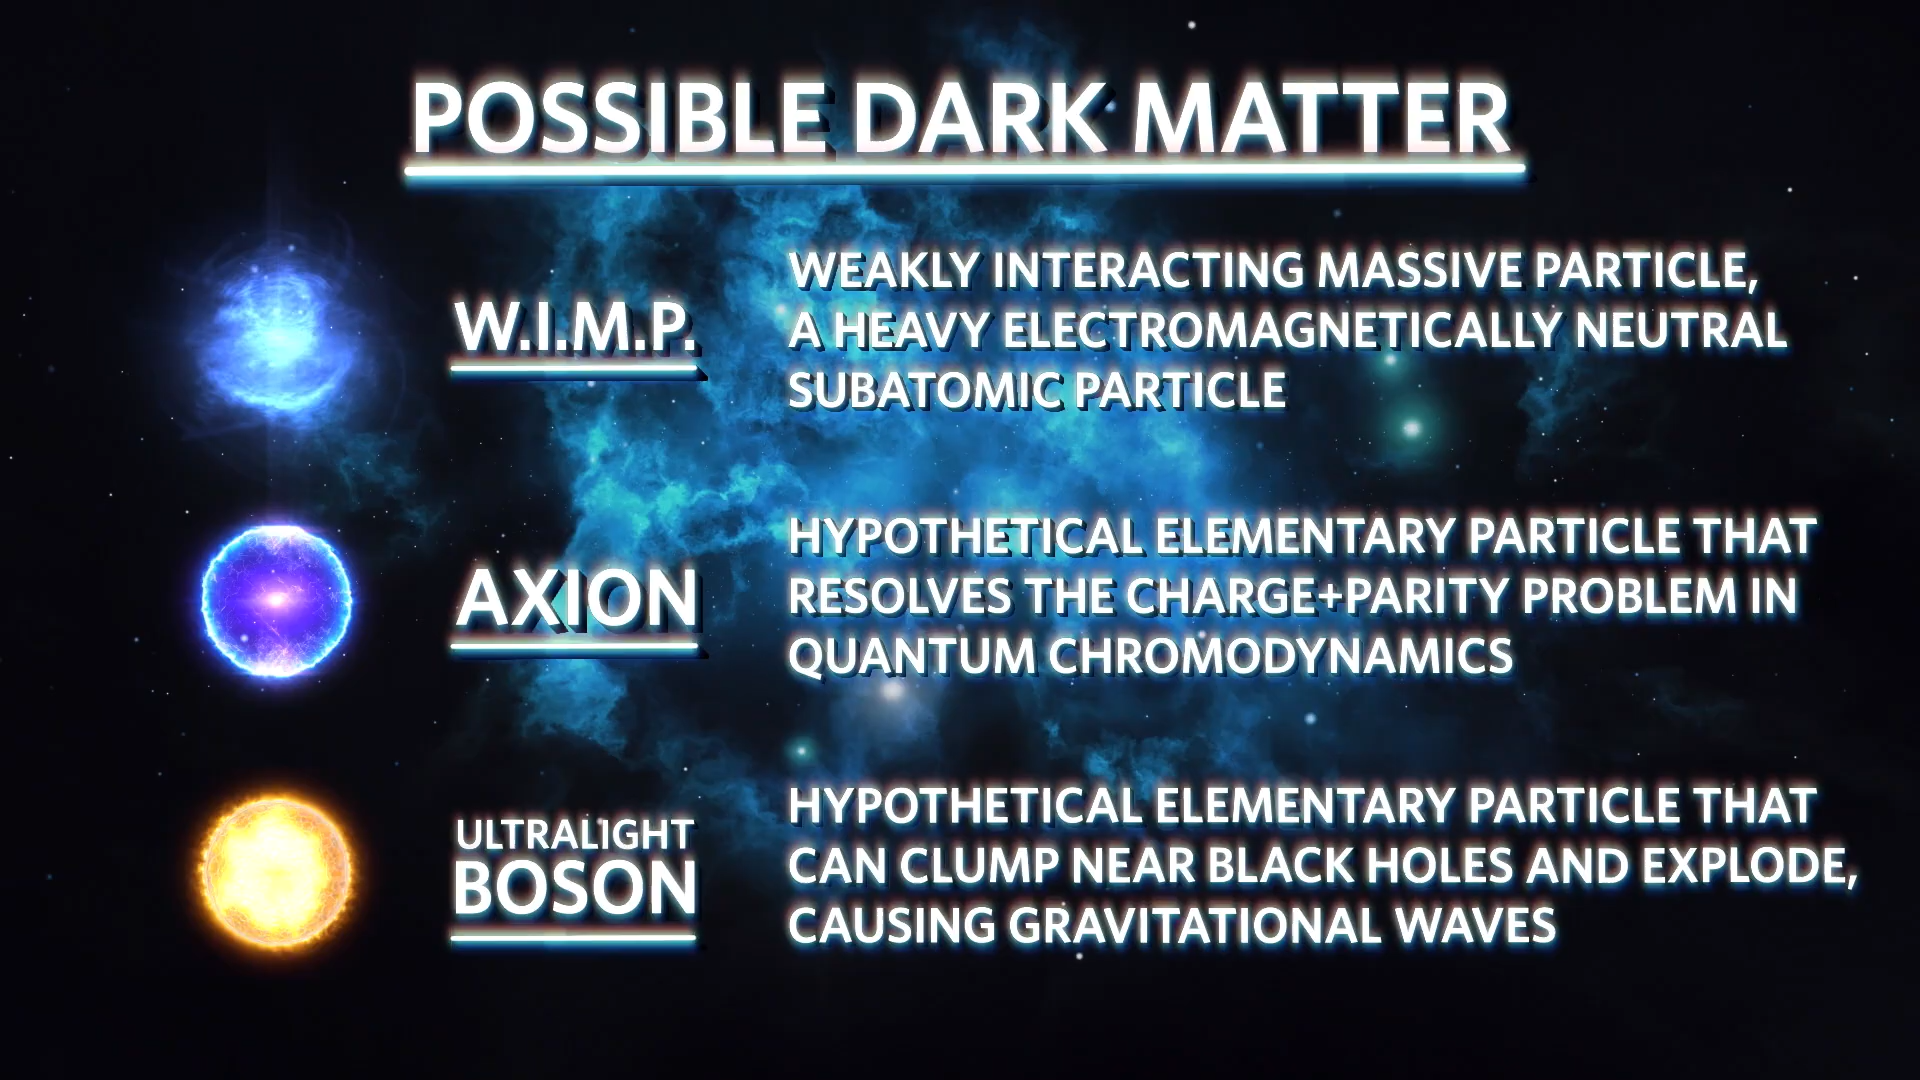 POSSIBLE DARK MATTER
W.I.M.P.
WEAKLY INTERACTING MASSIVE PARTICLE,
A HEAVY ELECTROMAGNETICALLY NEUTRAL
SUBATOMIC PARTICLE
AXION
HYPOTHETICAL ELEMENTARY PARTICLE THAT
RESOLVES THE CHARGE+PARITY PROBLEM IN
QUANTUM CHROMODYNAMICS
ULTRALIGHT
BOSON
HYPOTHETICAL ELEMENTARY PARTICLE THAT
CAN CLUMP NEAR BLACK HOLES AND EXPLODE,
CAUSING GRAVITATIONAL WAVES